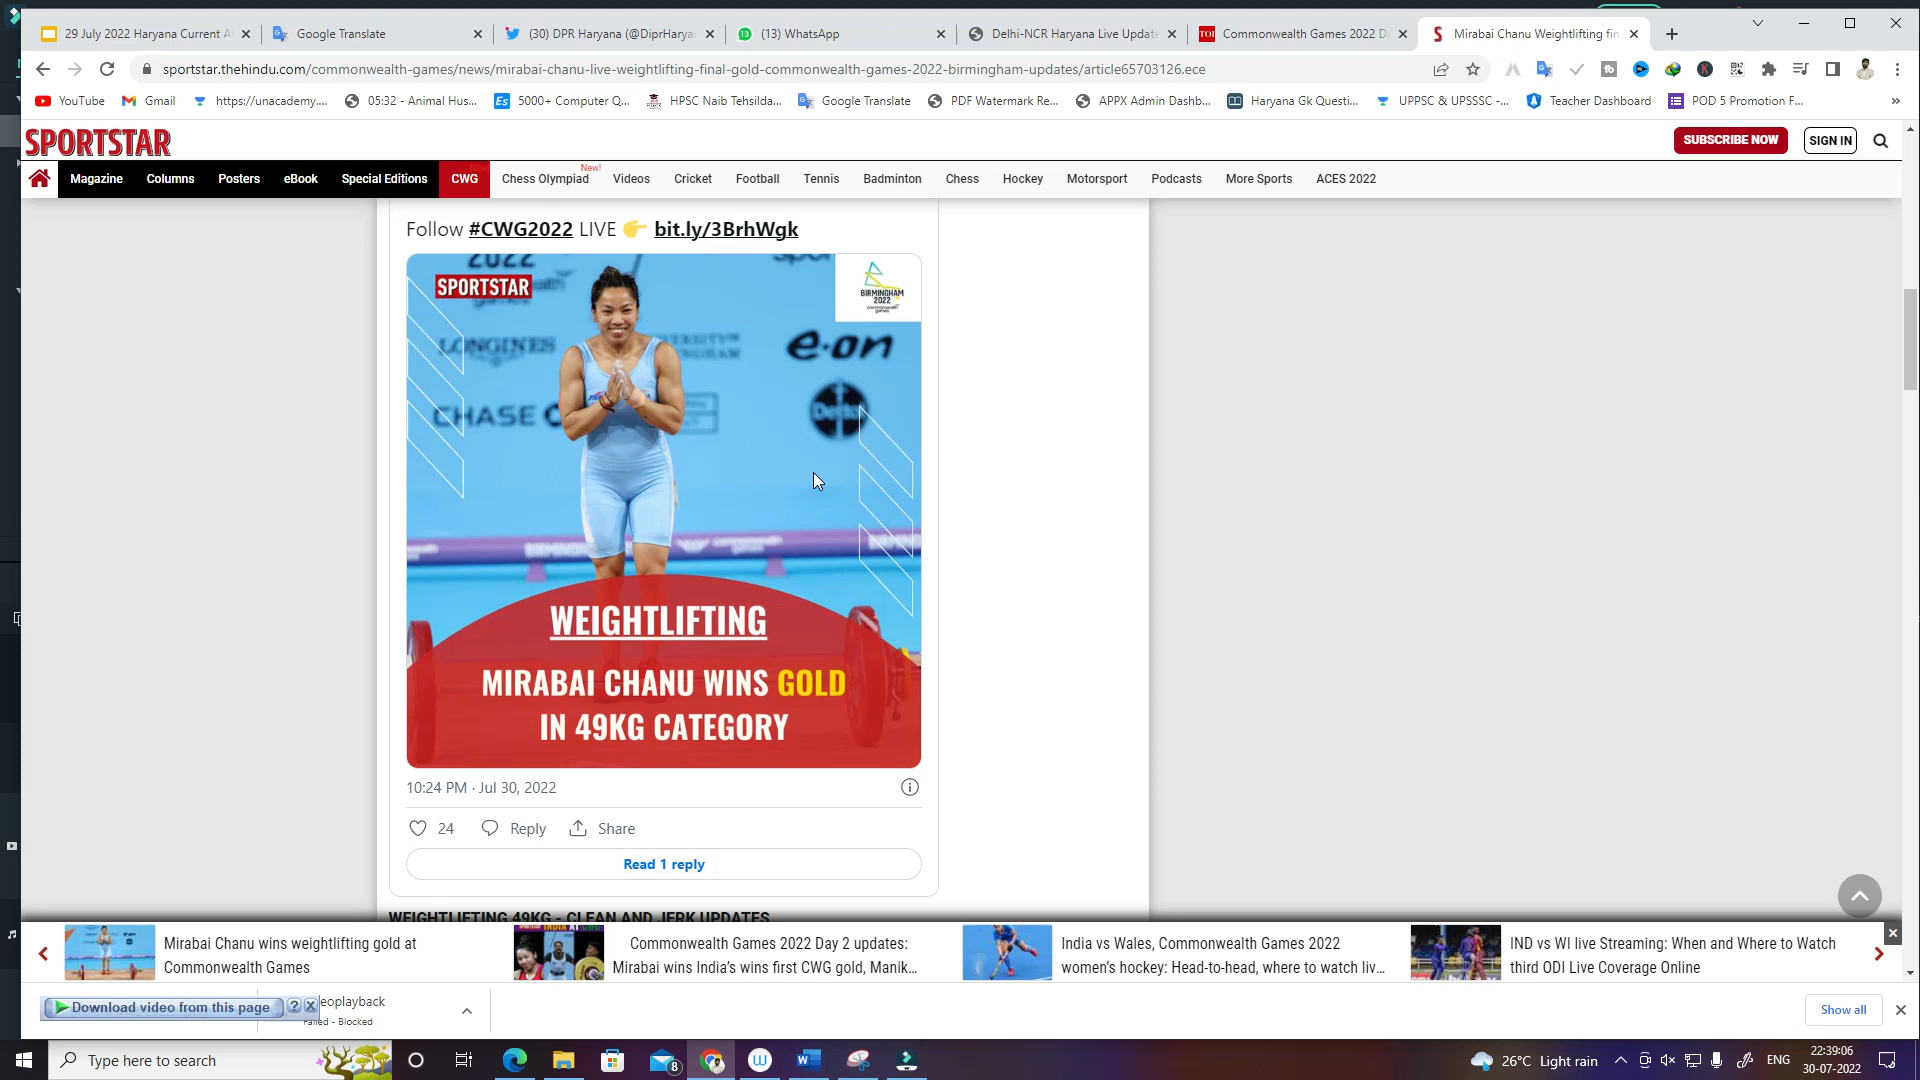 29 July 2022 Haryana Current A
Google Translate
(30) DPR Haryana (@DiprHaryan
(13) WhatsApp
Delhi-NCR Haryana Live Update
Commonwealth Games 2022 D
Mirabai Chanu Weightlifting fin
sportstar.thehindu.com/commonwealth-games/news/mirabai-chanu-live-weightlifting-final-gold-commonwealth-games-2022-birmingham-updates/article65703126.ece
YouTube
Gmail
https://unacademy....
05:32 - Animal Hus...
5000+ Computer Q...
HPSC Naib Tehsilda...
Google Translate
PDF Watermark Re...
APPX Admin Dashb...
Haryana Gk Questi...
UPPSC & UPSSSC -...
Teacher Dashboard
POD 5 Promotion F...
SPORTSTAR
SUBSCRIBE NOW
SIGN IN
Magazine
Columns
Posters
eBook
Special Editions
CWG
Chess Olympiad
New!
Videos
Cricket
Football
Tennis
Badminton
Chess
Hockey
Motorsport
Podcasts
More Sports
ACES 2022
Follow #CWG2022 LIVE 👉 bit.ly/3BrhWgk
2022
SPORTSTAR
BIRMINGHAM
2022
commonwealth
games
LONGINES
e·on
CHASE
WEIGHTLIFTING
MIRABAI CHANU WINS GOLD
IN 49KG CATEGORY
10:24 PM · Jul 30, 2022
24
Reply
Share
Read 1 reply
WEIGHTLIFTING 49KG - CLEAN AND JERK UPDATES
Mirabai Chanu wins weightlifting gold at
Commonwealth Games
Commonwealth Games 2022 Day 2 updates:
Mirabai wins India's wins first CWG gold, Manik...
India vs Wales, Commonwealth Games 2022
women's hockey: Head-to-head, where to watch liv...
IND vs WI live Streaming: When and Where to Watch
third ODI Live Coverage Online
Download video from this page
eoplayback
Failed - Blocked
Show all
Type here to search
8
26°C Light rain
ENG
22:39:06
30-07-2022